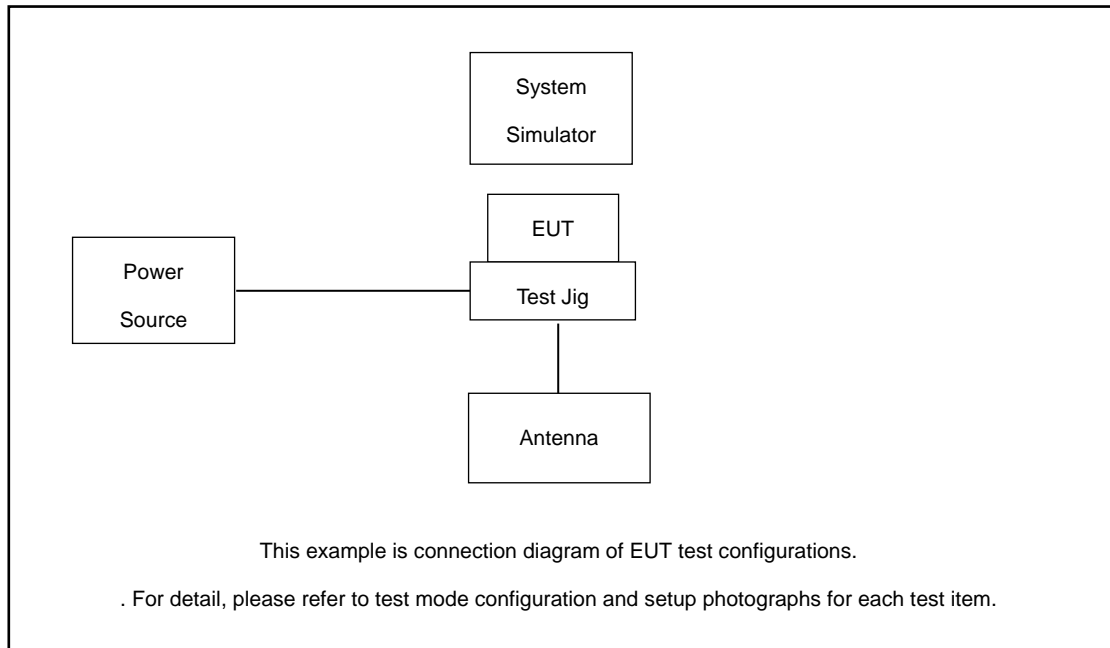 System
Simulator
EUT
Power
Source
Test Jig
Antenna
This example is connection diagram of EUT test configurations.
. For detail, please refer to test mode configuration and setup photographs for each test item.